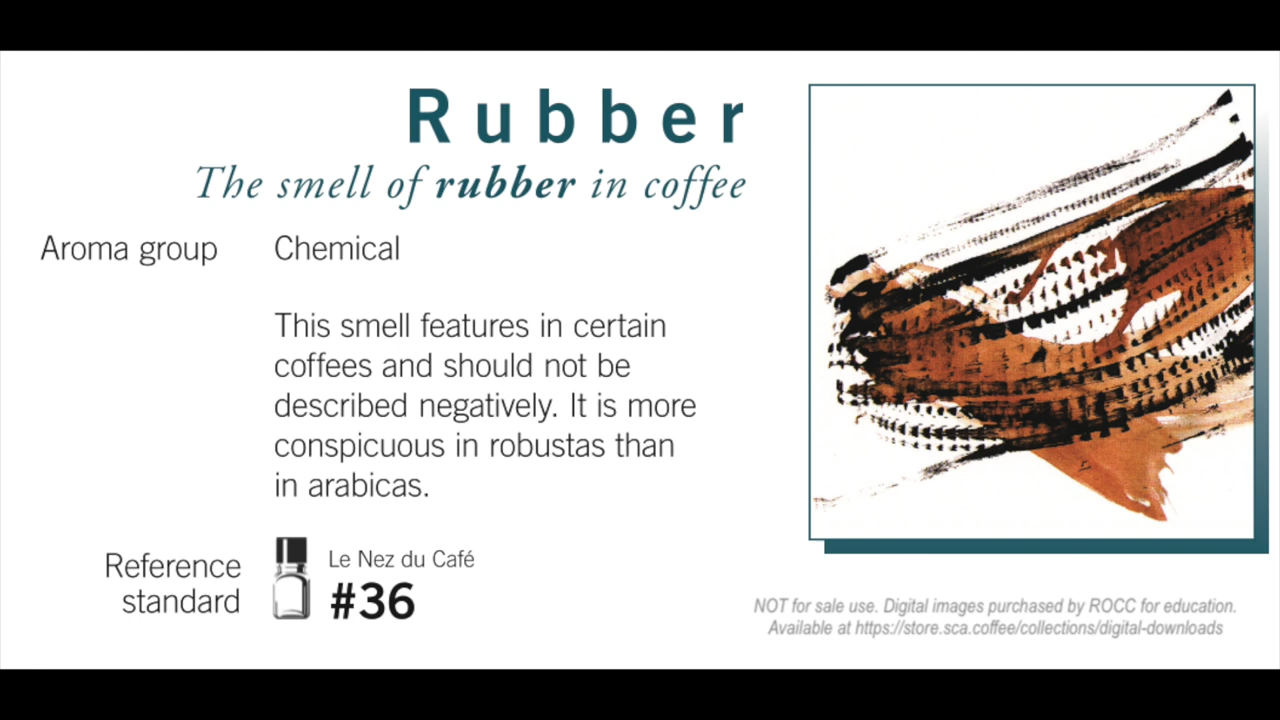 Rubber
The smell of rubber in coffee
Aroma group
Chemical
This smell features in certain
coffees and should not be
described negatively. It is more
conspicuous in robustas than
in arabicas.
Reference
standard
Le Nez du Café
#36
NOT for sale use. Digital images purchased by ROCC for education.
Available at https://store.sca.coffee/collections/digital-downloads